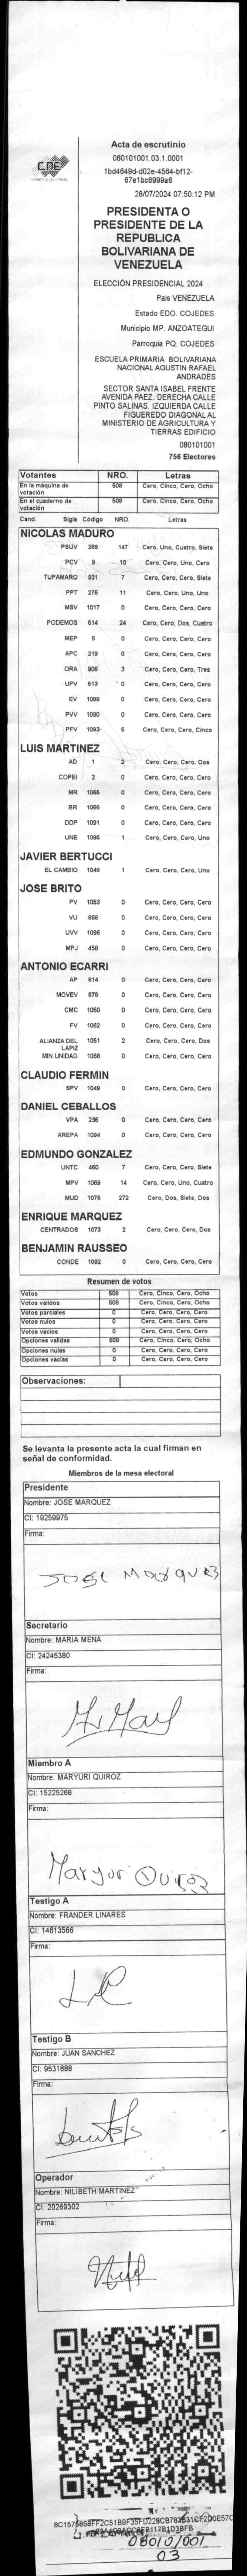 CNE
Acta de escrutinio
080101001.03.1.0001
1bd4649d-d02e-4564-bf12-
67e1bc6999a6
28/07/2024 07:50:12 PM
PRESIDENTA O
PRESIDENTE DE LA
REPUBLICA
BOLIVARIANA DE
VENEZUELA
ELECCIÓN PRESIDENCIAL 2024
País VENEZUELA
Estado EDO. COJEDES
Municipio MP. ANZOATEGUI
Parroquia PQ. COJEDES
ESCUELA PRIMARIA BOLIVARIANA
NACIONAL AGUSTIN RAFAEL
ANDRADES
SECTOR SANTA ISABEL FRENTE
AVENIDA PAEZ. DERECHA CALLE
PINTO SALINAS. IZQUIERDA CALLE
FIGUEREDO DIAGONAL AL
MINISTERIO DE AGRICULTURA Y
TIERRAS EDIFICIO
080101001
756 Electores
Votantes NRO. Letras
En la máquina de votación 508 Cero, Cinco, Cero, Ocho
En el cuaderno de votación 508 Cero, Cinco, Cero, Ocho
Cand. Sigla Código NRO. Letras
NICOLAS MADURO
PSUV 269 147 Cero, Uno, Cuatro, Siete
PCV 9 10 Cero, Cero, Uno, Cero
TUPAMARO 931 7 Cero, Cero, Cero, Siete
PPT 276 11 Cero, Cero, Uno, Uno
MSV 1017 0 Cero, Cero, Cero, Cero
PODEMOS 514 24 Cero, Cero, Dos, Cuatro
MEP 6 0 Cero, Cero, Cero, Cero
APC 219 0 Cero, Cero, Cero, Cero
ORA 906 3 Cero, Cero, Cero, Tres
UPV 513 0 Cero, Cero, Cero, Cero
EV 1089 0 Cero, Cero, Cero, Cero
PVV 1090 0 Cero, Cero, Cero, Cero
PFV 1093 5 Cero, Cero, Cero, Cinco
LUIS MARTINEZ
AD 1 2 Cero, Cero, Cero, Dos
COPEI 2 0 Cero, Cero, Cero, Cero
MR 1065 0 Cero, Cero, Cero, Cero
BR 1066 0 Cero, Cero, Cero, Cero
DDP 1091 0 Cero, Cero, Cero, Cero
UNE 1095 1 Cero, Cero, Cero, Uno
JAVIER BERTUCCI
EL CAMBIO 1048 1 Cero, Cero, Cero, Uno
JOSE BRITO
PV 1053 0 Cero, Cero, Cero, Cero
VU 868 0 Cero, Cero, Cero, Cero
UVV 1096 0 Cero, Cero, Cero, Cero
MPJ 458 0 Cero, Cero, Cero, Cero
ANTONIO ECARRI
AP 814 0 Cero, Cero, Cero, Cero
MOVEV 878 0 Cero, Cero, Cero, Cero
CMC 1050 0 Cero, Cero, Cero, Cero
FV 1062 0 Cero, Cero, Cero, Cero
ALIANZA DEL LAPIZ 1051 2 Cero, Cero, Cero, Dos
MIN UNIDAD 1068 0 Cero, Cero, Cero, Cero
CLAUDIO FERMIN
SPV 1049 0 Cero, Cero, Cero, Cero
DANIEL CEBALLOS
VPA 236 0 Cero, Cero, Cero, Cero
AREPA 1094 0 Cero, Cero, Cero, Cero
EDMUNDO GONZALEZ
UNTC 460 7 Cero, Cero, Cero, Siete
MPV 1069 14 Cero, Cero, Uno, Cuatro
MUD 1075 272 Cero, Dos, Siete, Dos
ENRIQUE MARQUEZ
CENTRADOS 1073 2 Cero, Cero, Cero, Dos
BENJAMIN RAUSSEO
CONDE 1092 0 Cero, Cero, Cero, Cero
Resumen de votos
Votos 508 Cero, Cinco, Cero, Ocho
Votos validos 508 Cero, Cinco, Cero, Ocho
Votos parciales 0 Cero, Cero, Cero, Cero
Votos nulos 0 Cero, Cero, Cero, Cero
Votos vacios 0 Cero, Cero, Cero, Cero
Opciones validas 508 Cero, Cinco, Cero, Ocho
Opciones nulas 0 Cero, Cero, Cero, Cero
Opciones vacias 0 Cero, Cero, Cero, Cero
Observaciones:
Se levanta la presente acta la cual firman en
señal de conformidad.
Miembros de la mesa electoral
Presidente
Nombre: JOSE MARQUEZ
CI: 19259975
Firma:
JOSE MARQUEZ
Secretario
Nombre: MARIA MENA
CI: 24245380
Firma:
Miembro A
Nombre: MARYURI QUIROZ
CI: 15225268
Firma:
Maryuri Quiroz
Testigo A
Nombre: FRANDER LINARES
CI: 14613566
Firma:
Testigo B
Nombre: JUAN SANCHEZ
CI: 9531888
Firma:
Operador
Nombre: NILIBETH MARTINEZ
CI: 20269302
Firma:
080101001
03